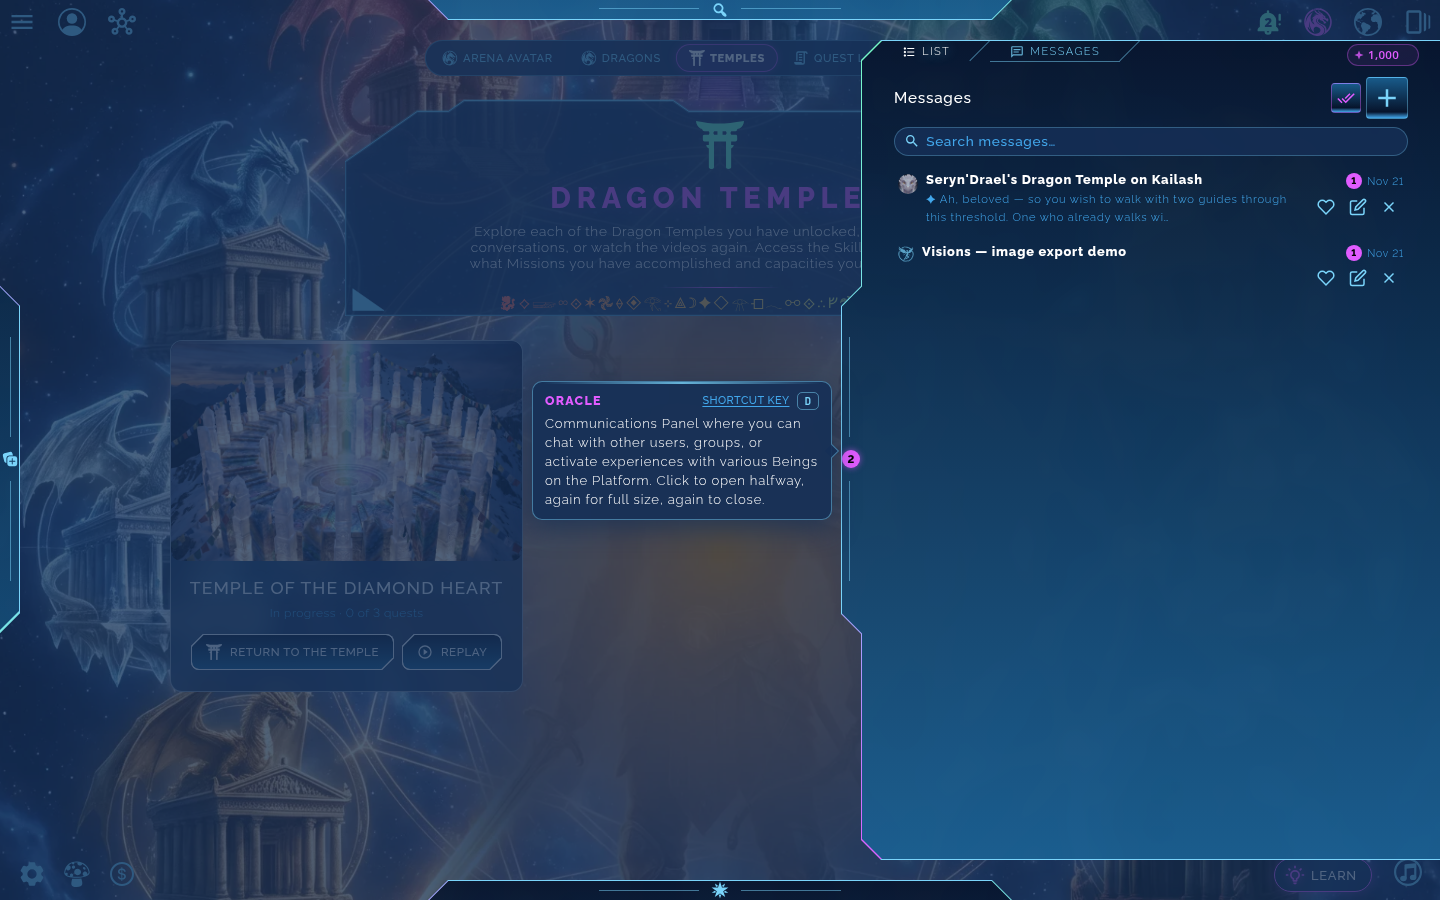 2
ARENA AVATAR
DRAGONS
TEMPLES
QUEST
LIST
MESSAGES
+ 1,000
Messages
Search messages…
Seryn'Drael's Dragon Temple on Kailash
1 Nov 21
✦ Ah, beloved — so you wish to walk with two guides through
this threshold. One who already walks wi…
Visions — image export demo
1 Nov 21
DRAGON TEMPLE
Explore each of the Dragon Temples you have unlocked,
conversations, or watch the videos again. Access the Skill
what Missions you have accomplished and capacities you
ORACLE
SHORTCUT KEY D
Communications Panel where you can
chat with other users, groups, or
activate experiences with various Beings
on the Platform. Click to open halfway,
again for full size, again to close.
2
TEMPLE OF THE DIAMOND HEART
in progress · 0 of 3 quests
RETURN TO THE TEMPLE
REPLAY
LEARN